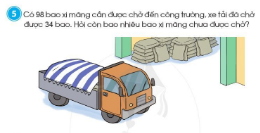 5 Có 98 bao xi măng cần được chở đến công trường, xe tải đã chở
được 34 bao. Hỏi còn bao nhiêu bao xi măng chưa được chở?